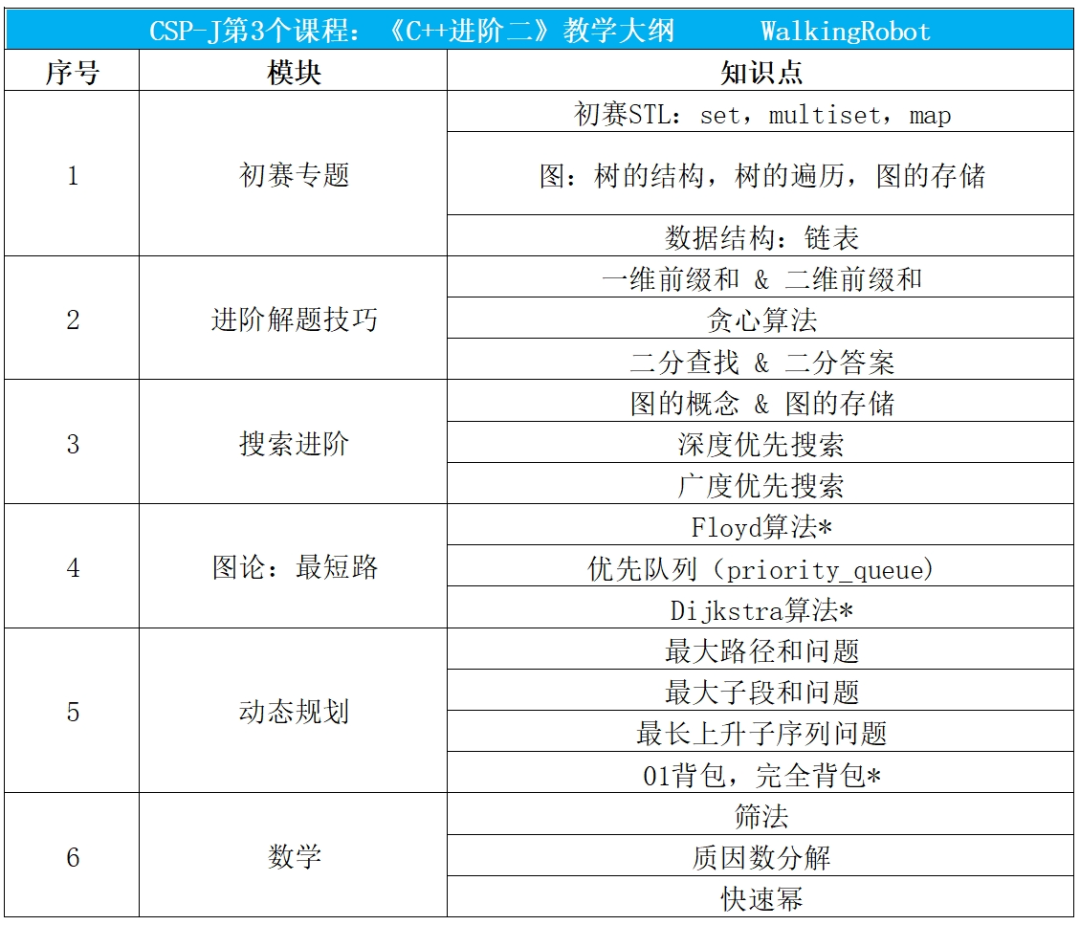 CSP-J第3个课程：《C++进阶二》教学大纲 WalkingRobot
序号 模块 知识点
1 初赛专题 初赛STL：set，multiset，map
图：树的结构，树的遍历，图的存储
数据结构：链表
2 进阶解题技巧 一维前缀和 & 二维前缀和
贪心算法
二分查找 & 二分答案
3 搜索进阶 图的概念 & 图的存储
深度优先搜索
广度优先搜索
4 图论：最短路 Floyd算法*
优先队列（priority_queue)
Dijkstra算法*
5 动态规划 最大路径和问题
最大子段和问题
最长上升子序列问题
01背包，完全背包*
6 数学 筛法
质因数分解
快速幂